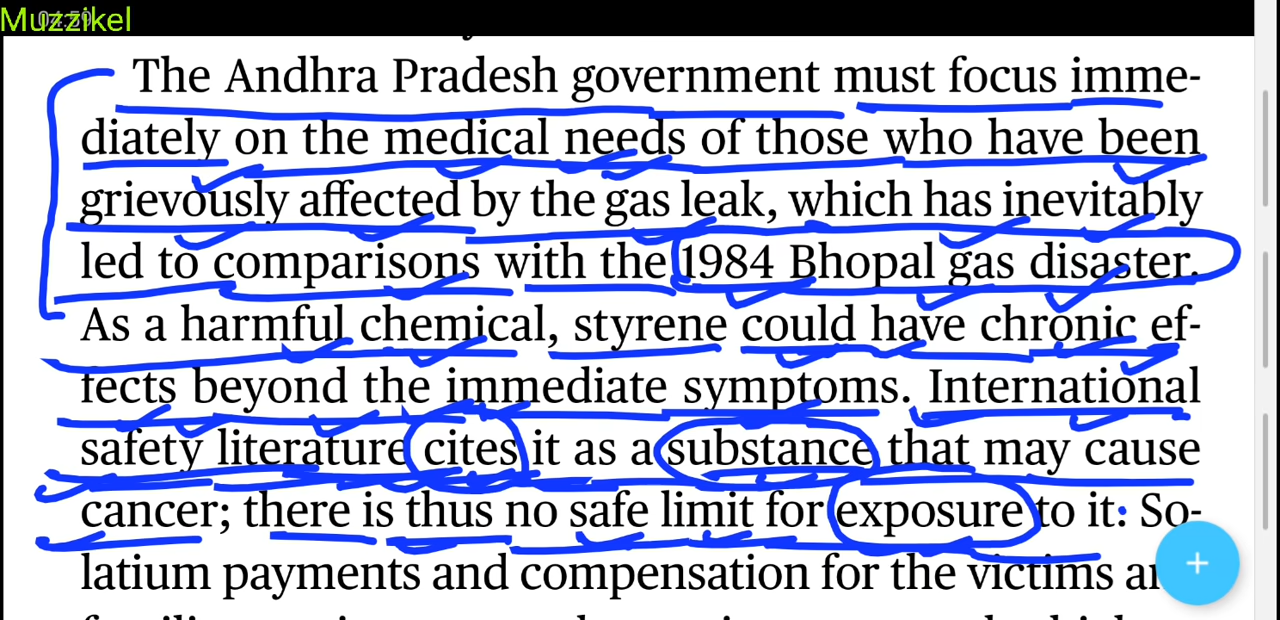 Muzzikel
04:59
The Andhra Pradesh government must focus imme-
diately on the medical needs of those who have been
grievously affected by the gas leak, which has inevitably
led to comparisons with the 1984 Bhopal gas disaster.
As a harmful chemical, styrene could have chronic ef-
fects beyond the immediate symptoms. International
safety literature cites it as a substance that may cause
cancer; there is thus no safe limit for exposure to it: So-
latium payments and compensation for the victims